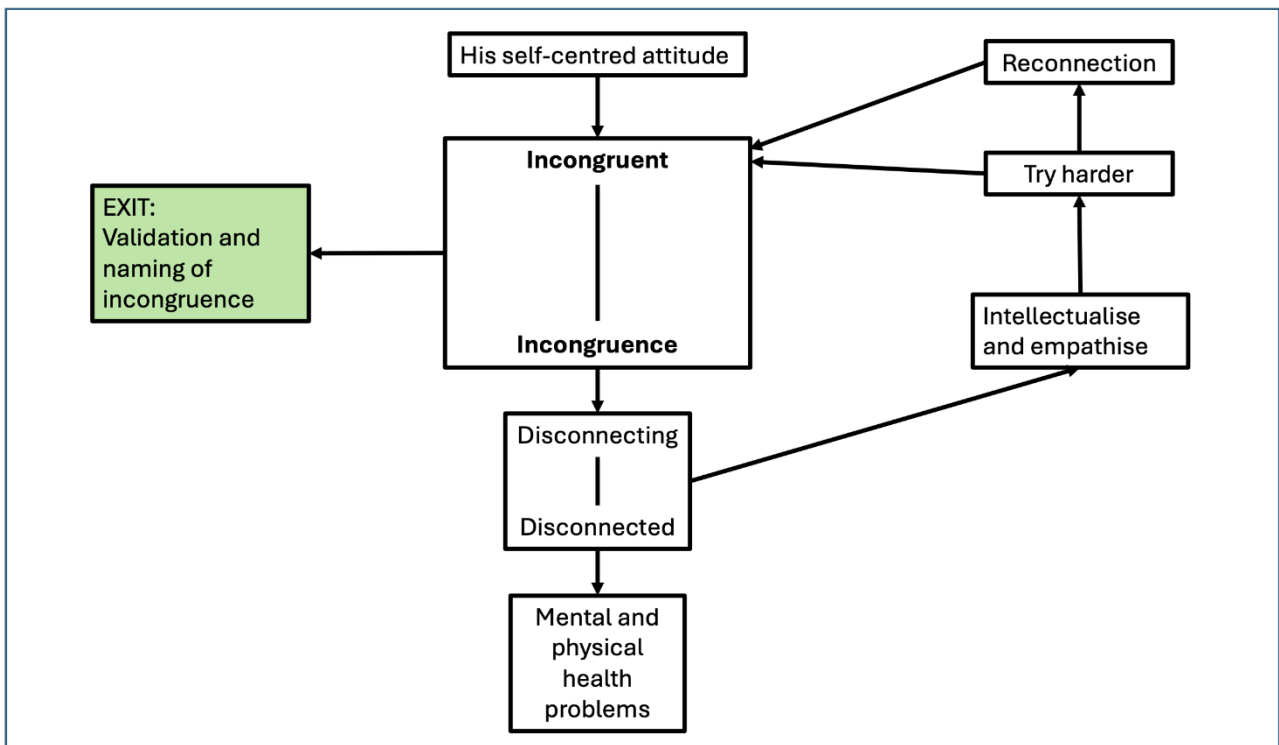 His self-centred attitude
Reconnection
Incongruent
Try harder
EXIT:
Validation and
naming of
incongruence
Intellectualise
and empathise
Incongruence
Disconnecting
Disconnected
Mental and
physical
health
problems